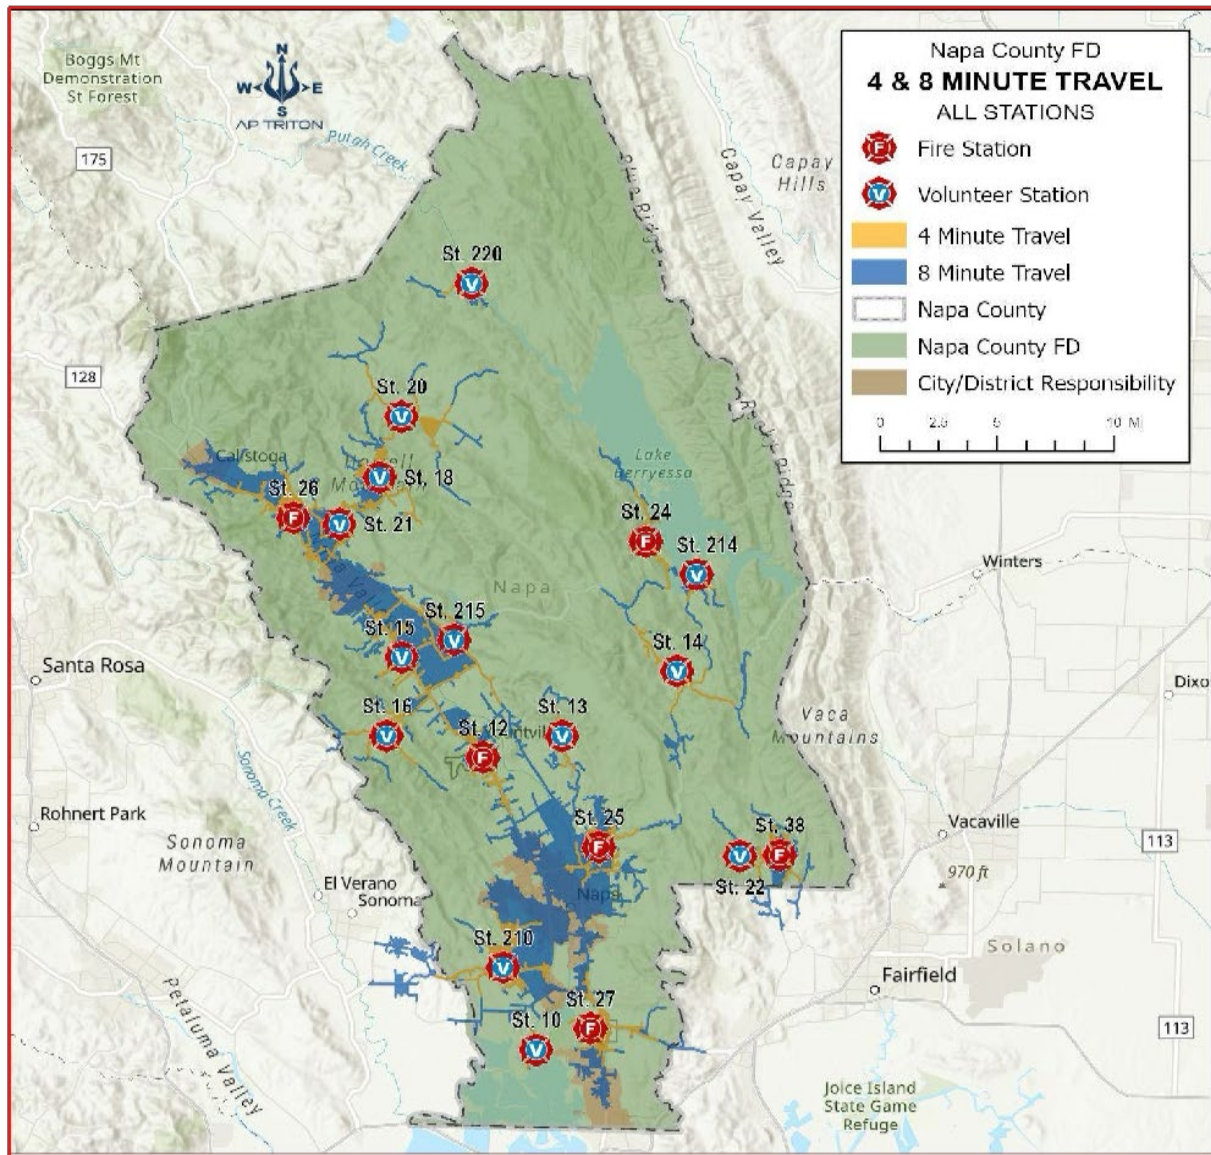 Boggs Mt
Demonstration
St Forest
N
W
E
S
AP TRITON
Putah Creek
175
Blue Ridge
Capay Valley
Capay
Hills
Napa County FD
4 & 8 MINUTE TRAVEL
ALL STATIONS
F
Fire Station
V
Volunteer Station
4 Minute Travel
8 Minute Travel
Napa County
Napa County FD
City/District Responsibility
0
5
10 Mi
128
St. 220
V
St. 20
V
Rocky Ridge
Calistoga
Lake
Berryessa
St. 18
V
St. 26
F
St. 21
V
St. 24
F
St. 214
V
Winters
Napa
St. 215
V
St. 15
V
St. 14
V
Santa Rosa
Dixo
St. 16
V
St. 12
F
St. 13
V
Vaca
Mountains
Sonoma Creek
Rohnert Park
Sonoma
Mountain
St. 25
F
St. 38
F
St. 22
V
Vacaville
113
970 ft
El Verano
Sonoma
Napa
Solano
St. 210
V
Fairfield
St. 27
F
St. 10
V
113
Petaluma Valley
Joice Island
State Game
Refuge